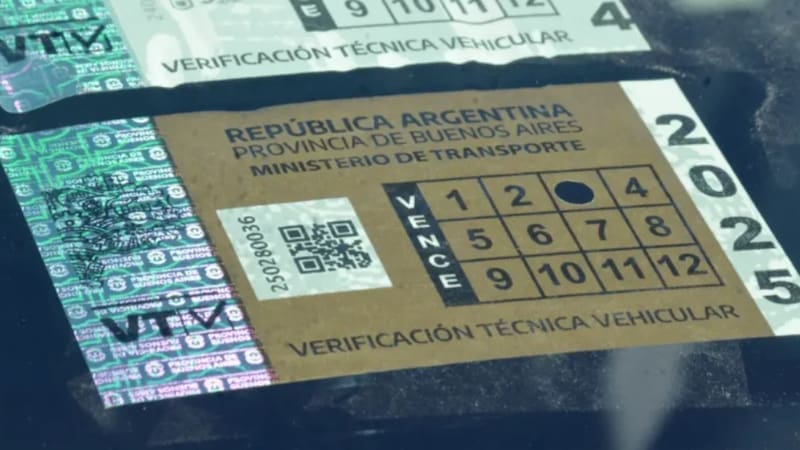 9 10 11 12
4
VTV
VERIFICACIÓN TÉCNICA VEHICULAR
REPÚBLICA ARGENTINA
PROVINCIA DE BUENOS AIRES
MINISTERIO DE TRANSPORTE
250280036
VENCE
1 2 4
5 6 7 8
9 10 11 12
2025
VTV
VERIFICACIÓN TÉCNICA VEHICULAR